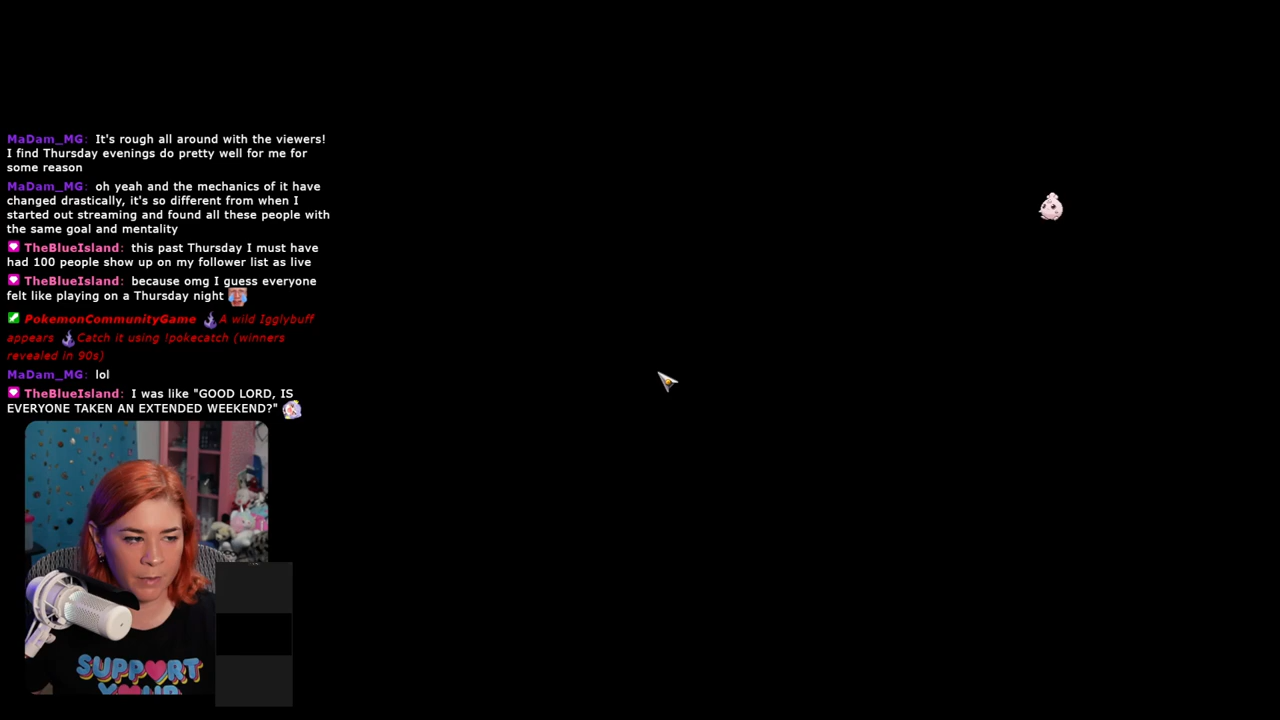 MaDam_MG: It's rough all around with the viewers!
I find Thursday evenings do pretty well for me for
some reason
MaDam_MG: oh yeah and the mechanics of it have
changed drastically, it's so different from when I
started out streaming and found all these people with
the same goal and mentality
TheBlueIsland: this past Thursday I must have
had 100 people show up on my follower list as live
TheBlueIsland: because omg I guess everyone
felt like playing on a Thursday night
PokemonCommunityGame A wild Igglybuff
appears Catch it using !pokecatch (winners
revealed in 90s)
MaDam_MG: lol
TheBlueIsland: I was like "GOOD LORD, IS
EVERYONE TAKEN AN EXTENDED WEEKEND?"
SUPPORT
YOUR